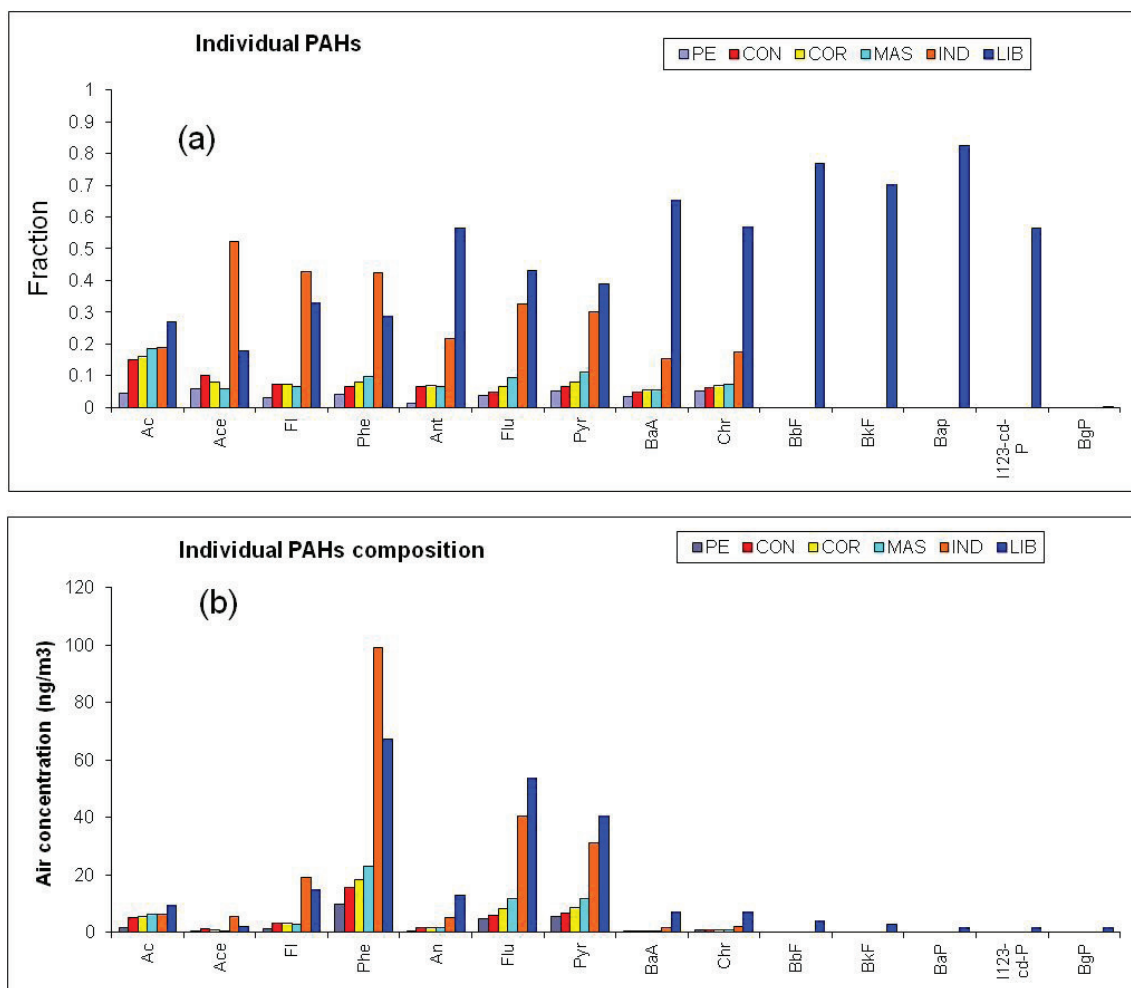 Individual PAHs
PE CON COR MAS IND LIB
(a)
Fraction
1
0.9
0.8
0.7
0.6
0.5
0.4
0.3
0.2
0.1
0
Ac
Ace
Fl
Phe
Ant
Flu
Pyr
BaA
Chr
BbF
BkF
Bap
I123-cd-
P
BgP
Individual PAHs composition
PE CON COR MAS IND LIB
(b)
Air concentration (ng/m3)
120
100
80
60
40
20
0
Ac
Ace
Fl
Phe
An
Flu
Pyr
BaA
Chr
BbF
BkF
BaP
I123-
cd-P
BgP